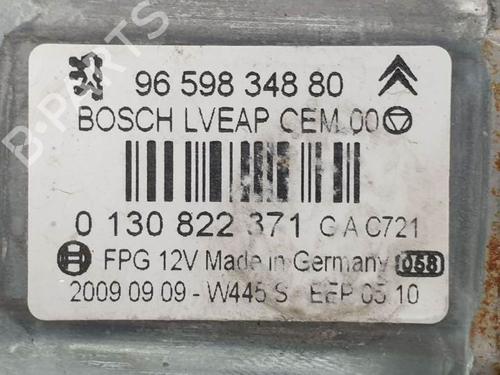 96 598 348 80
BOSCH LVEAP CEM 00
0 130 822 371 G A C721
FPG 12V Made in Germany 058
2009 09 09 - W445 S EEP 05 10
B-PARTS